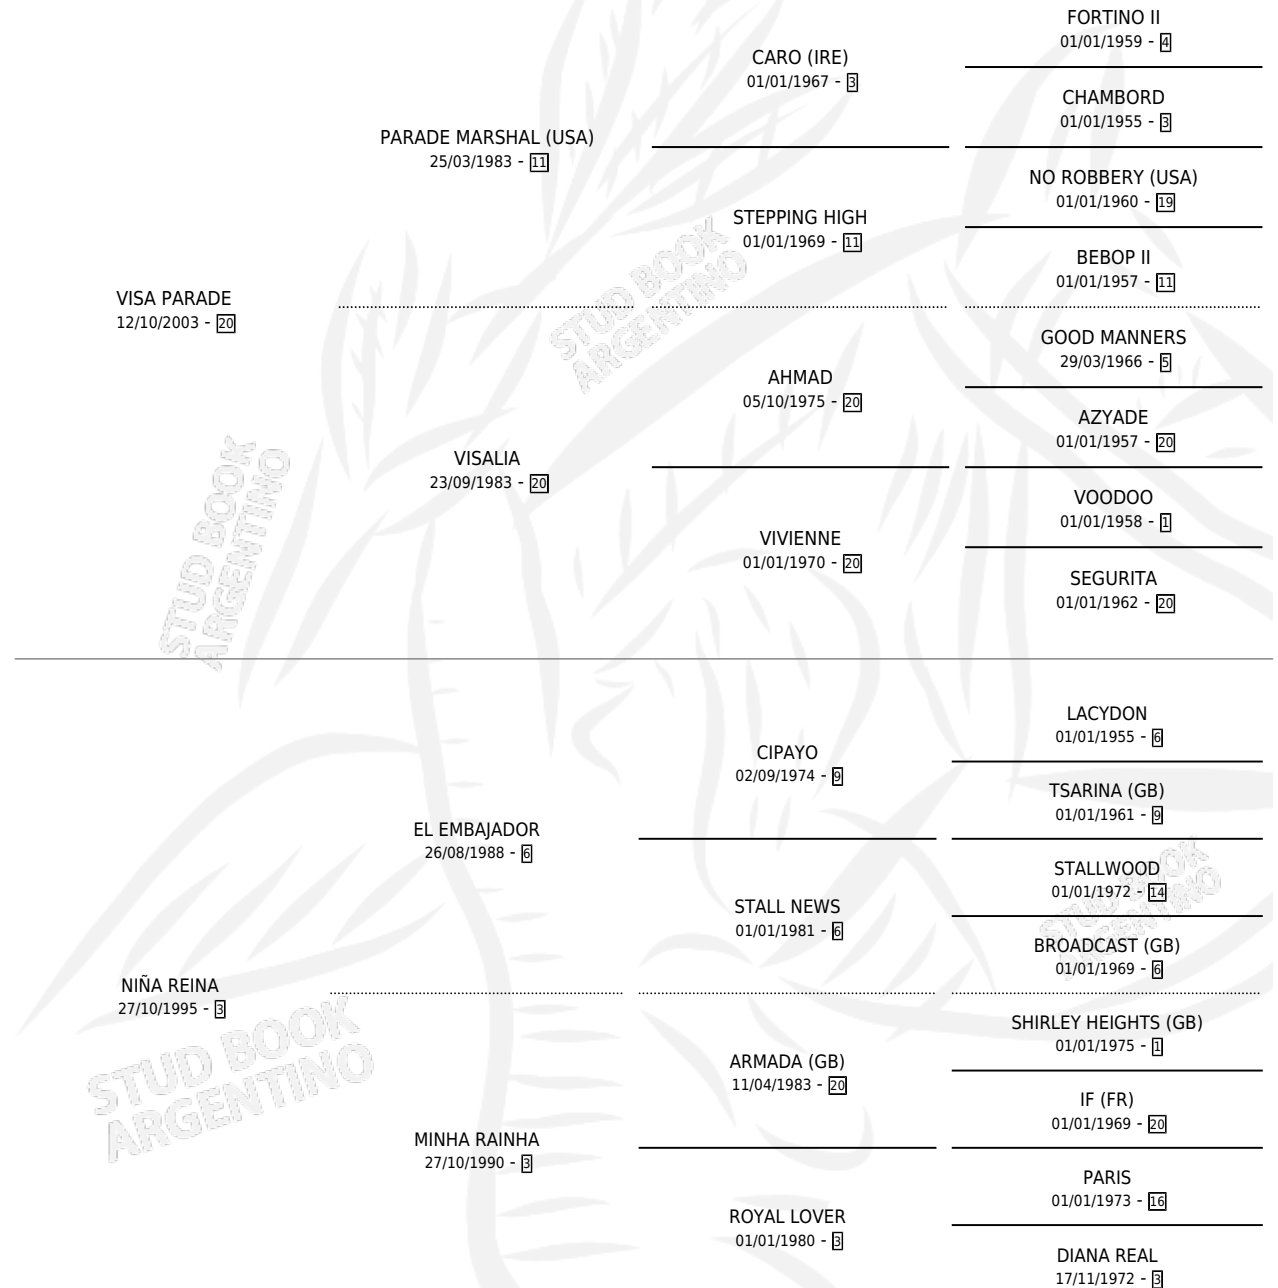 FORTINO II
01/01/1959 - 4
CARO (IRE)
01/01/1967 - 3
CHAMBORD
01/01/1955 - 3
PARADE MARSHAL (USA)
25/03/1983 - 11
NO ROBBERY (USA)
01/01/1960 - 19
STEPPING HIGH
01/01/1969 - 11
BEBOP II
01/01/1957 - 11
VISA PARADE
12/10/2003 - 20
STUD BOOK
ARGENTINO
GOOD MANNERS
29/03/1966 - 5
AHMAD
05/10/1975 - 20
AZYADE
01/01/1957 - 20
VISALIA
23/09/1983 - 20
VOODOO
01/01/1958 - 1
VIVIENNE
01/01/1970 - 20
SEGURITA
01/01/1962 - 20
STUD BOOK
ARGENTINO
LACYDON
01/01/1955 - 6
CIPAYO
02/09/1974 - 9
TSARINA (GB)
01/01/1961 - 9
EL EMBAJADOR
26/08/1988 - 6
STALLWOOD
01/01/1972 - 14
STALL NEWS
01/01/1981 - 6
STUD BOOK
ARGENTINO
BROADCAST (GB)
01/01/1969 - 6
NIÑA REINA
27/10/1995 - 3
STUD BOOK
ARGENTINO
SHIRLEY HEIGHTS (GB)
01/01/1975 - 1
ARMADA (GB)
11/04/1983 - 20
IF (FR)
01/01/1969 - 20
MINHA RAINHA
27/10/1990 - 3
PARIS
01/01/1973 - 16
ROYAL LOVER
01/01/1980 - 3
DIANA REAL
17/11/1972 - 3